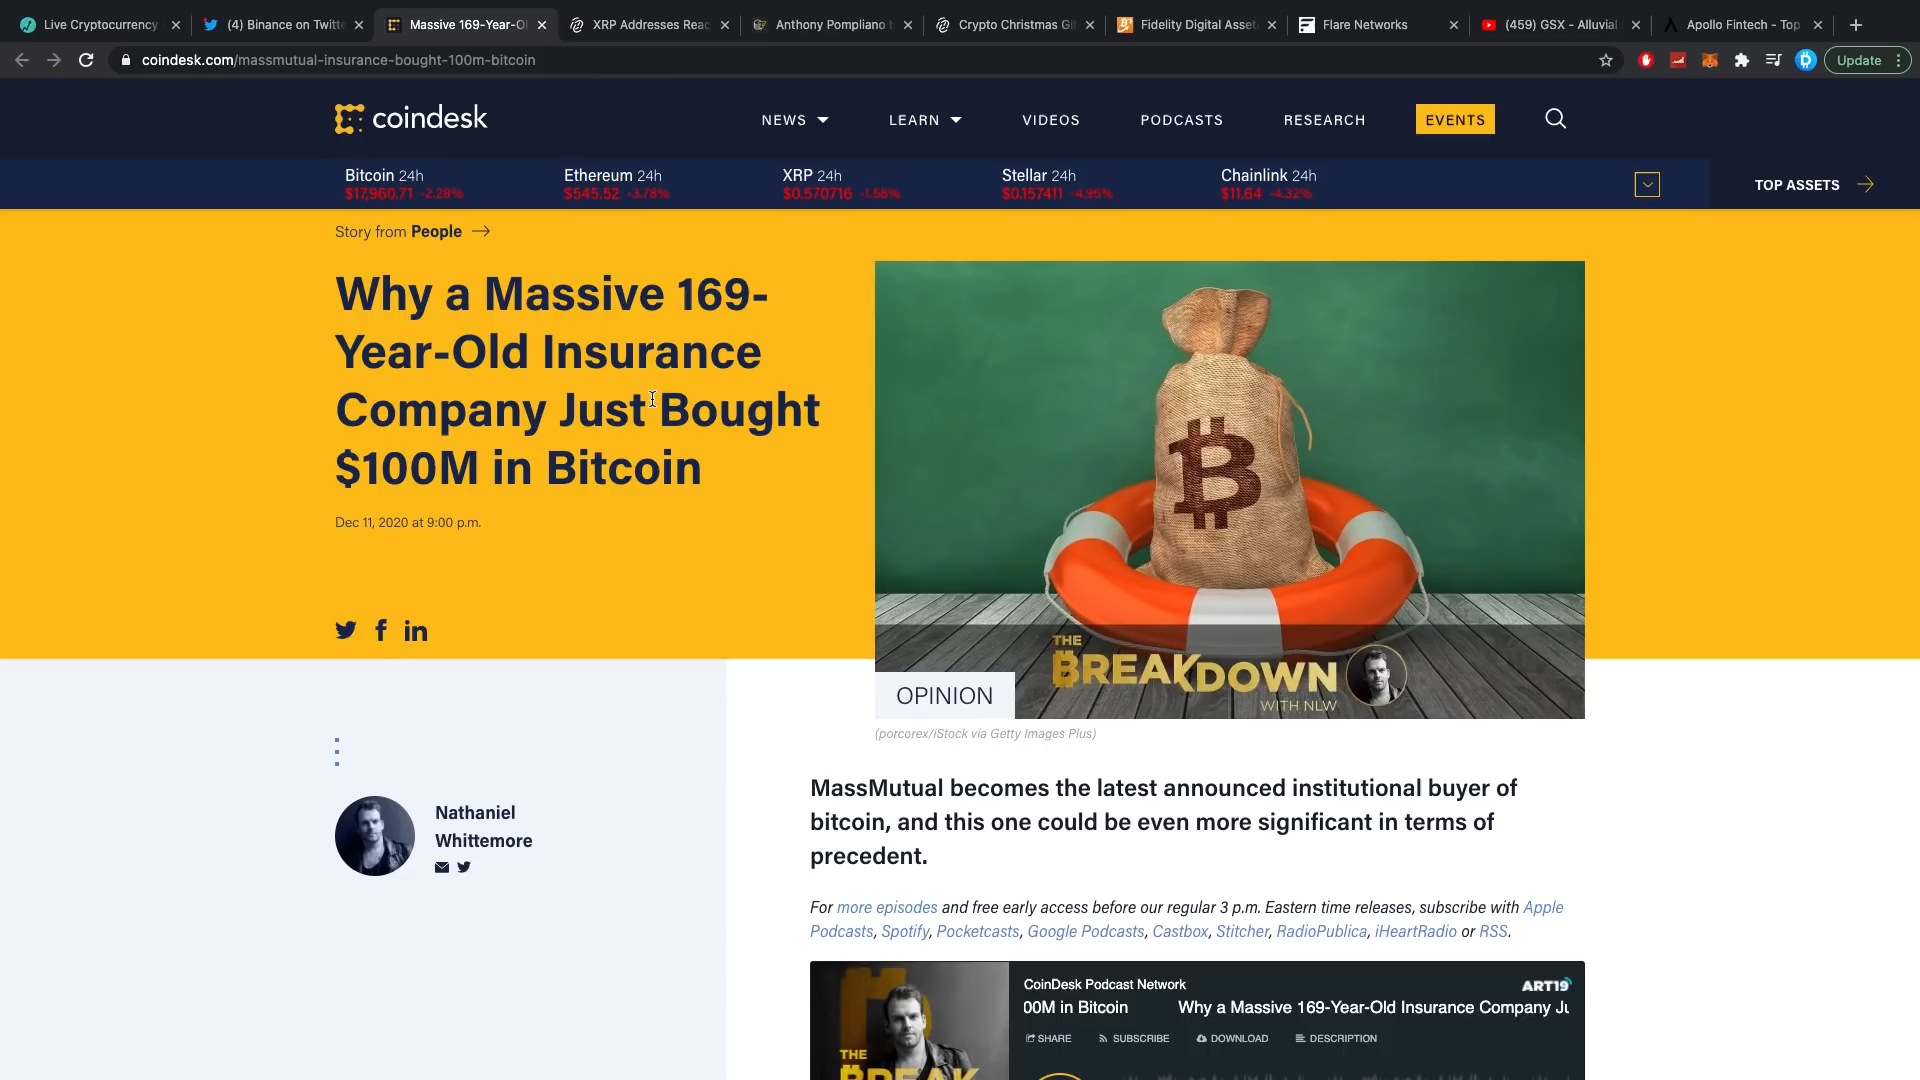 Live Cryptocurrency
(4) Binance on Twitte
Massive 169-Year-Ol
XRP Addresses Reac
Anthony Pompliano
Crypto Christmas Gi
Fidelity Digital Asset
Flare Networks
(459) GSX - Alluvial
Apollo Fintech - Top
coindesk.com/massmutual-insurance-bought-100m-bitcoin
Update
coindesk
NEWS
LEARN
VIDEOS
PODCASTS
RESEARCH
EVENTS
Bitcoin 24h
$17,960.71 -2.28%
Ethereum 24h
$545.52 -3.78%
XRP 24h
$0.570716 -1.58%
Stellar 24h
$0.157411 -4.95%
Chainlink 24h
$11.64 -4.32%
TOP ASSETS
Story from People
Why a Massive 169-
Year-Old Insurance
Company Just Bought
$100M in Bitcoin
Dec 11, 2020 at 9:00 p.m.
THE
BREAKDOWN
WITH NLW
OPINION
(porcorex/iStock via Getty Images Plus)
Nathaniel
Whittemore
MassMutual becomes the latest announced institutional buyer of
bitcoin, and this one could be even more significant in terms of
precedent.
For more episodes and free early access before our regular 3 p.m. Eastern time releases, subscribe with Apple
Podcasts, Spotify, Pocketcasts, Google Podcasts, Castbox, Stitcher, RadioPublica, iHeartRadio or RSS.
CoinDesk Podcast Network
ART19
00M in Bitcoin
Why a Massive 169-Year-Old Insurance Company Ju
SHARE
SUBSCRIBE
DOWNLOAD
DESCRIPTION
THE
BREAK